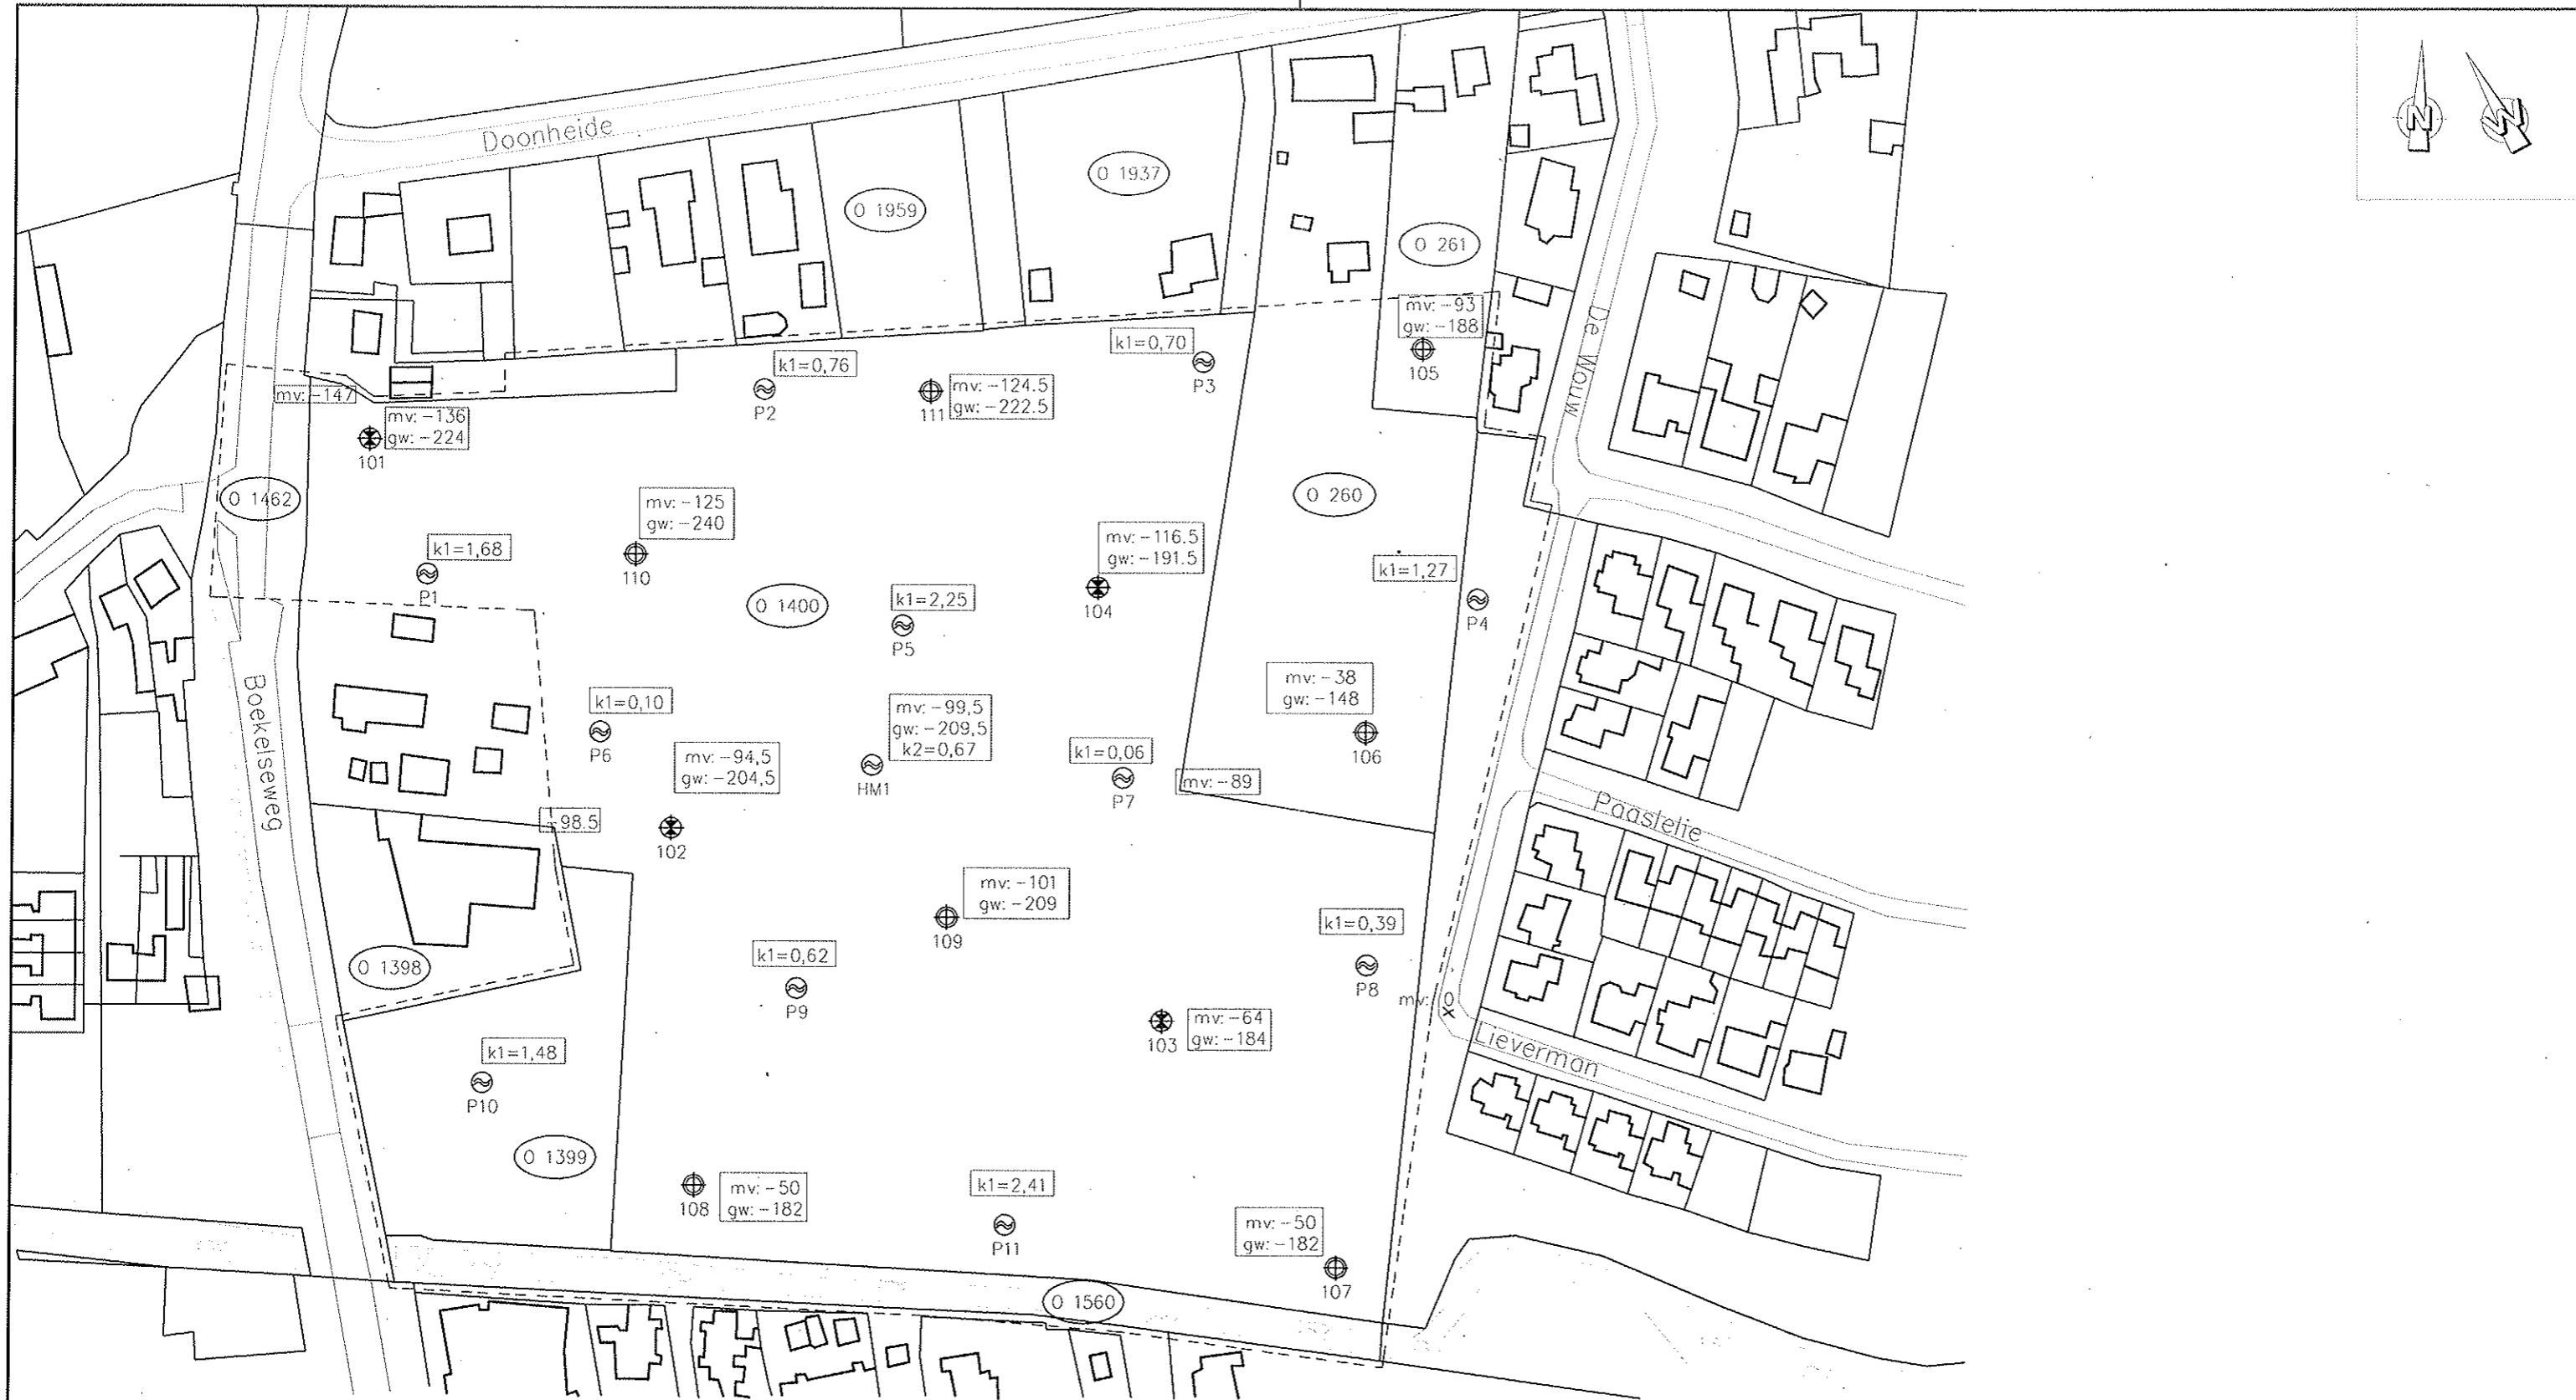 N
N
Doonheide
O 1937
O 1959
O 261
mv: -93
gw: -188
105
De Wouw
k1=0,70
P3
k1=0,76
P2
mv: -124.5
gw: -222.5
111
mv: -147
mv: -136
gw: -224
101
O 1462
mv: -125
gw: -240
110
O 260
mv: -116.5
gw: -191.5
104
k1=1,68
P1
k1=1,27
P4
O 1400
k1=2,25
P5
mv: -38
gw: -148
106
Boekelseweg
k1=0,10
P6
mv: -99,5
gw: -209,5
k2=0,67
HM1
k1=0,06
P7
mv: -89
mv: -94,5
gw: -204,5
102
-98.5
Paastelie
mv: -101
gw: -209
109
k1=0,39
P8
O 1398
k1=0,62
P9
mv: 0
x
mv: -64
gw: -184
103
Lieverman
k1=1,48
P10
O 1399
mv: -50
gw: -182
108
k1=2,41
P11
mv: -50
gw: -182
107
O 1560